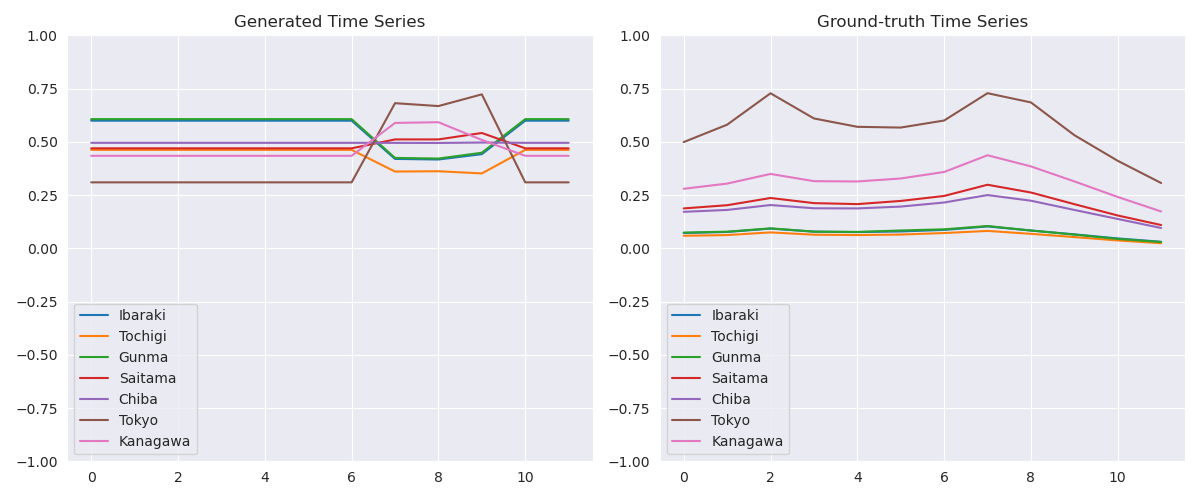 Generated Time Series
1.00
0.75
0.50
0.25
0.00
−0.25
−0.50
−0.75
−1.00
0 2 4 6 8 10
Ibaraki
Tochigi
Gunma
Saitama
Chiba
Tokyo
Kanagawa
Ground-truth Time Series
1.00
0.75
0.50
0.25
0.00
−0.25
−0.50
−0.75
−1.00
0 2 4 6 8 10
Ibaraki
Tochigi
Gunma
Saitama
Chiba
Tokyo
Kanagawa